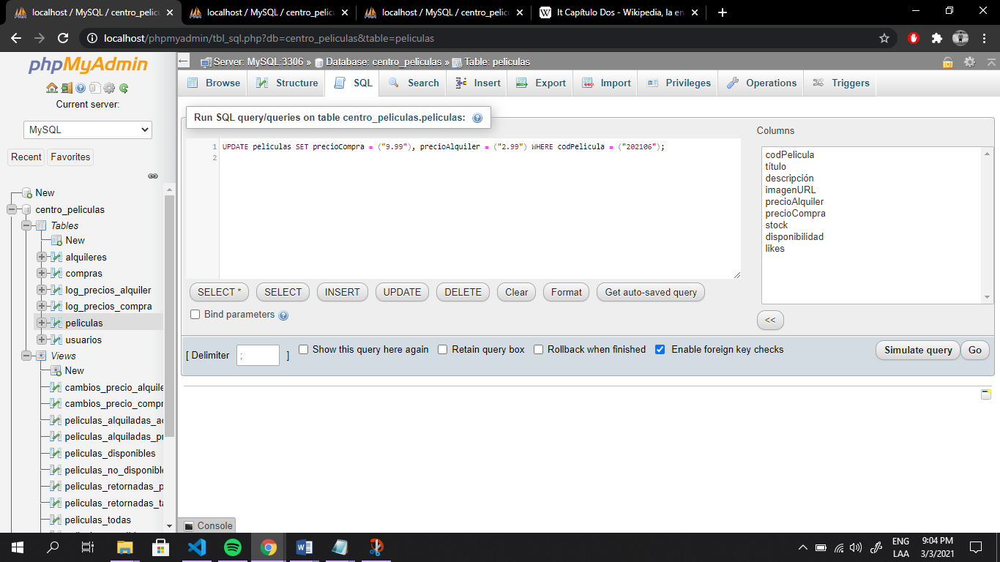 localhost / MySQL / centro_pelicu
localhost / MySQL / centro_pelicu
localhost / MySQL / centro_pelicu
It Capítulo Dos - Wikipedia, la en
localhost/phpmyadmin/tbl_sql.php?db=centro_peliculas&table=peliculas
phpMyAdmin
Current server:
MySQL
Recent
Favorites
New
centro_peliculas
Tables
New
alquileres
compras
log_precios_alquiler
log_precios_compra
peliculas
usuarios
Views
New
cambios_precio_alquile
cambios_precio_compr
peliculas_alquiladas_ac
peliculas_alquiladas_pr
peliculas_disponibles
peliculas_no_disponible
peliculas_retornadas_p
peliculas_retornadas_ta
peliculas_todas
Server: MySQL:3306 » Database: centro_peliculas » Table: peliculas
Browse
Structure
SQL
Search
Insert
Export
Import
Privileges
Operations
Triggers
Run SQL query/queries on table centro_peliculas.peliculas:
1 UPDATE peliculas SET precioCompra = ("9.99"), precioAlquiler = ("2.99") WHERE codPelicula = ("202106");
2
Columns
codPelicula
título
descripción
imagenURL
precioAlquiler
precioCompra
stock
disponibilidad
likes
SELECT *
SELECT
INSERT
UPDATE
DELETE
Clear
Format
Get auto-saved query
<<
Bind parameters
[ Delimiter ; ]
Show this query here again
Retain query box
Rollback when finished
Enable foreign key checks
Simulate query
Go
Console
ENG
LAA
9:04 PM
3/3/2021